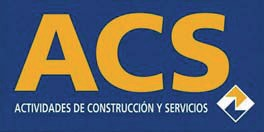 ACS
ACTIVIDADES DE CONSTRUCCIÓN Y SERVICIOS